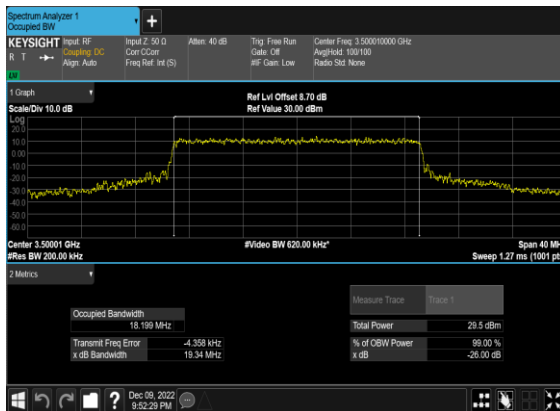 Spectrum Analyzer 1
Occupied BW
KEYSIGHT
R T
LXI
Input: RF
Coupling: DC
Align: Auto
Input Z: 50 Ω
Corr CCorr
Freq Ref: Int (S)
Atten: 40 dB
Trig: Free Run
Gate: Off
#IF Gain: Low
Center Freq: 3.500010000 GHz
Avg|Hold: 100/100
Radio Std: None
1 Graph
Scale/Div 10.0 dB
Ref Lvl Offset 8.70 dB
Ref Value 30.00 dBm
Log
20.0
10.0
0.00
-10.0
-20.0
-30.0
-40.0
-50.0
-60.0
Center 3.50001 GHz
#Res BW 200.00 kHz
#Video BW 620.00 kHz*
Span 40 MH
Sweep 1.27 ms (1001 pt
2 Metrics
Measure Trace Trace 1
Occupied Bandwidth
18.199 MHz
Transmit Freq Error -4.358 kHz
x dB Bandwidth 19.34 MHz
Total Power 29.5 dBm
% of OBW Power 99.00 %
x dB -26.00 dB
Dec 09, 2022
9:52:29 PM